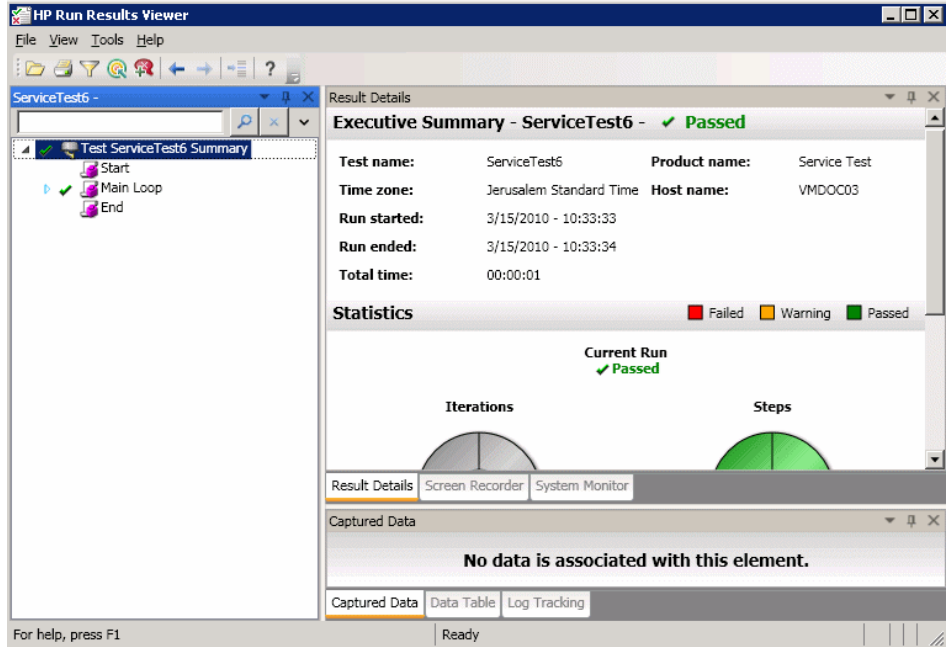 HP Run Results Viewer
File View Tools Help
?
ServiceTest6 -
Test ServiceTest6 Summary
Start
Main Loop
End
Result Details
Executive Summary - ServiceTest6 - Passed
Test name: ServiceTest6 Product name: Service Test
Time zone: Jerusalem Standard Time Host name: VMDOC03
Run started: 3/15/2010 - 10:33:33
Run ended: 3/15/2010 - 10:33:34
Total time: 00:00:01
Statistics Failed Warning Passed
Current Run
Passed
Iterations Steps
Result Details Screen Recorder System Monitor
Captured Data
No data is associated with this element.
Captured Data Data Table Log Tracking
For help, press F1 Ready